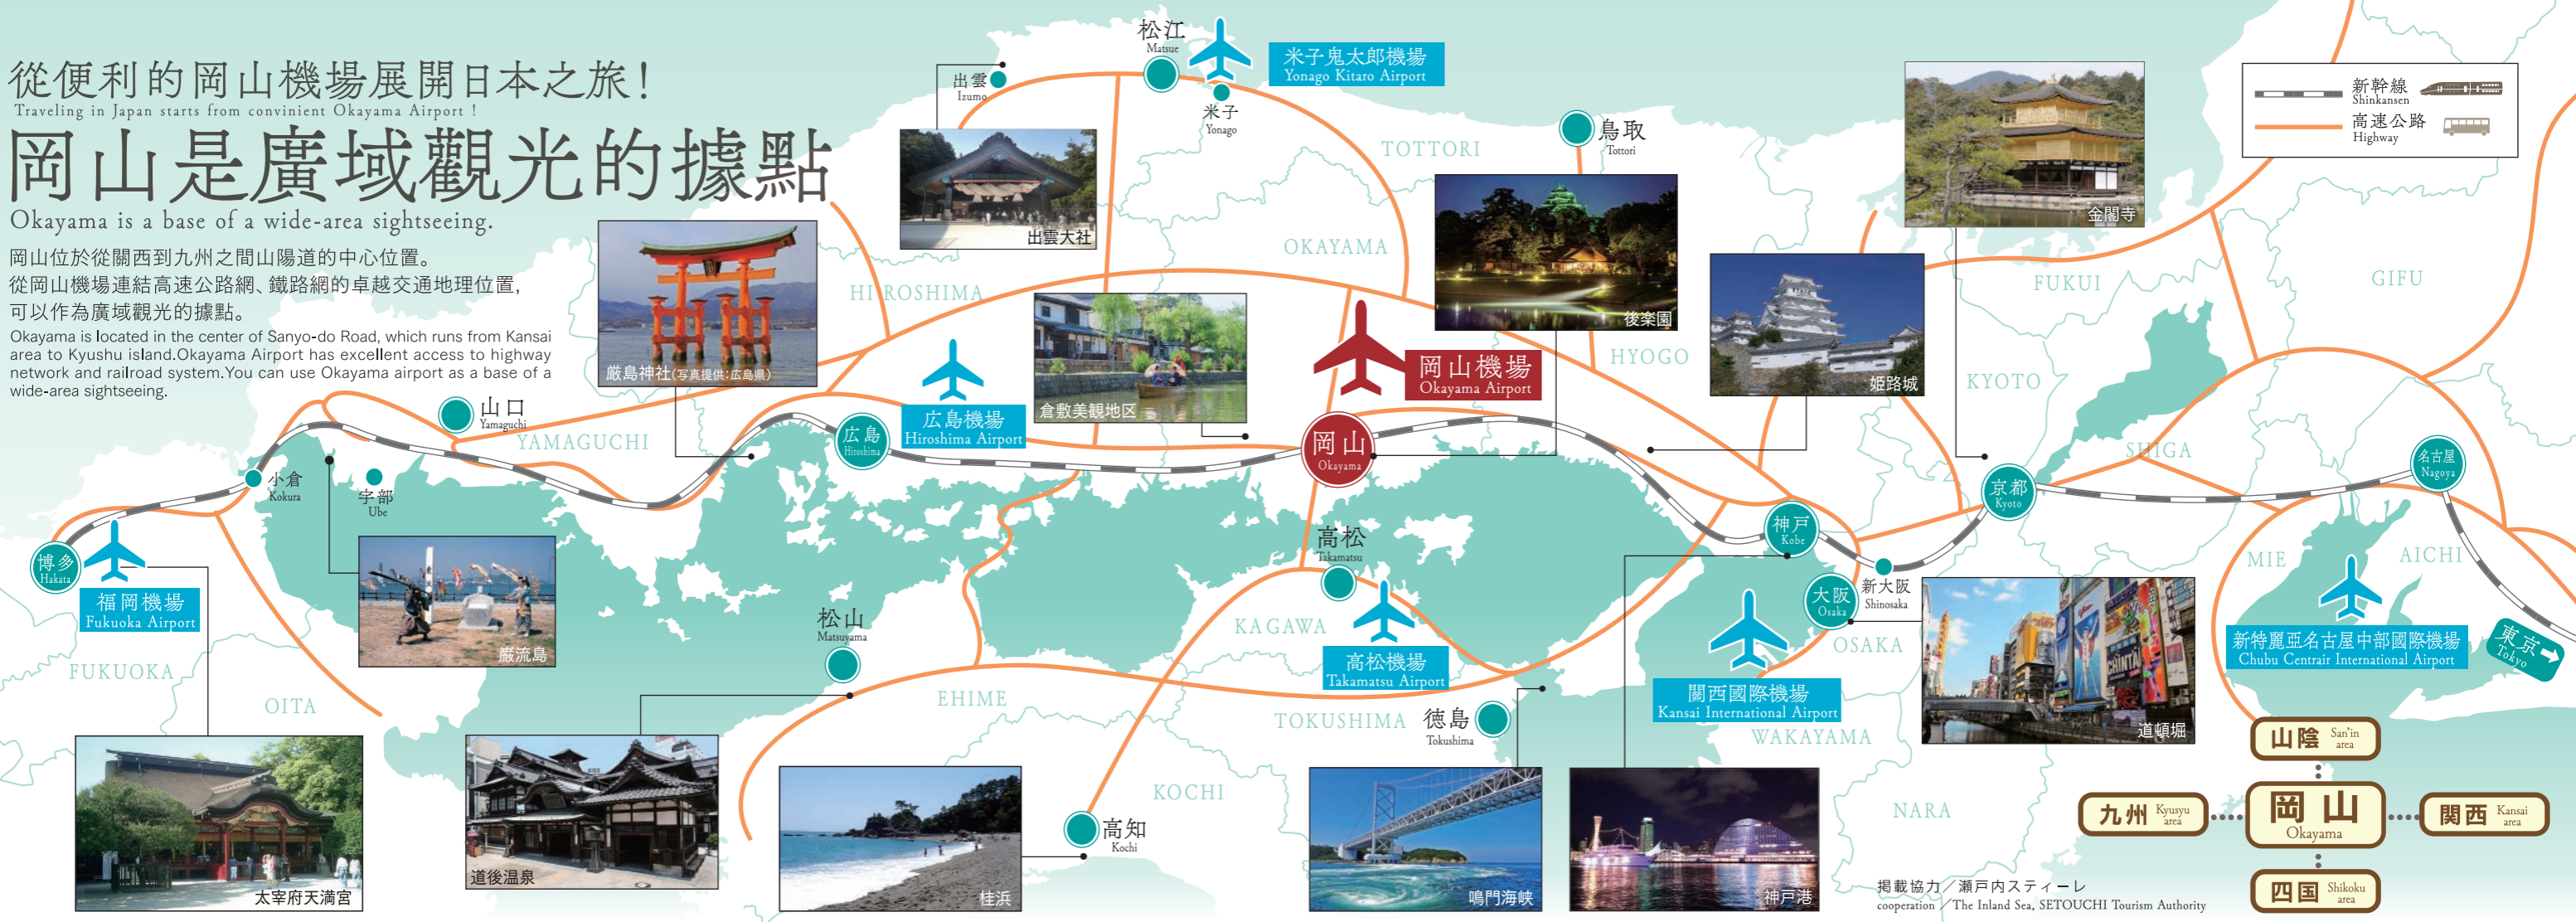 從便利的岡山機場展開日本之旅!
Traveling in Japan starts from convinient Okayama Airport !
岡山是廣域觀光的據點
Okayama is a base of a wide-area sightseeing.
岡山位於從關西到九州之間山陽道的中心位置。
從岡山機場連結高速公路網、鐵路網的卓越交通地理位置,
可以作為廣域觀光的據點。
Okayama is located in the center of Sanyo-do Road, which runs from Kansai
area to Kyushu island.Okayama Airport has excellent access to highway
network and railroad system.You can use Okayama airport as a base of a
wide-area sightseeing.
松江
Matsue
米子鬼太郎機場
Yonago Kitaro Airport
出雲
Izumo
米子
Yonago
出雲大社
鳥取
Tottori
TOTTORI
金閣寺
新幹線
Shinkansen
高速公路
Highway
OKAYAMA
HIROSHIMA
後楽園
FUKUI
GIFU
厳島神社(写真提供:広島県)
倉敷美観地区
岡山機場
Okayama Airport
HYOGO
姫路城
KYOTO
山口
Yamaguchi
YAMAGUCHI
広島
Hiroshima
広島機場
Hiroshima Airport
岡山
Okayama
SHIGA
名古屋
Nagoya
小倉
Kokura
宇部
Ube
京都
Kyoto
神戸
Kobe
高松
Takamatsu
博多
Hakata
福岡機場
Fukuoka Airport
巌流島
新大阪
Shinosaka
大阪
Osaka
OSAKA
MIE
AICHI
松山
Matsuyama
KAGAWA
高松機場
Takamatsu Airport
新特麗亞名古屋中部國際機場
Chubu Centrair International Airport
東京
Tokyo
FUKUOKA
OITA
EHIME
TOKUSHIMA
徳島
Tokushima
關西國際機場
Kansai International Airport
WAKAYAMA
道頓堀
KOCHI
高知
Kochi
NARA
太宰府天満宮
道後温泉
桂浜
鳴門海峡
神戸港
山陰 San'in area
九州 Kyusyu area
岡山
Okayama
関西 Kansai area
四国 Shikoku area
掲載協力／瀬戸内スティーレ
cooperation ／The Inland Sea, SETOUCHI Tourism Authority